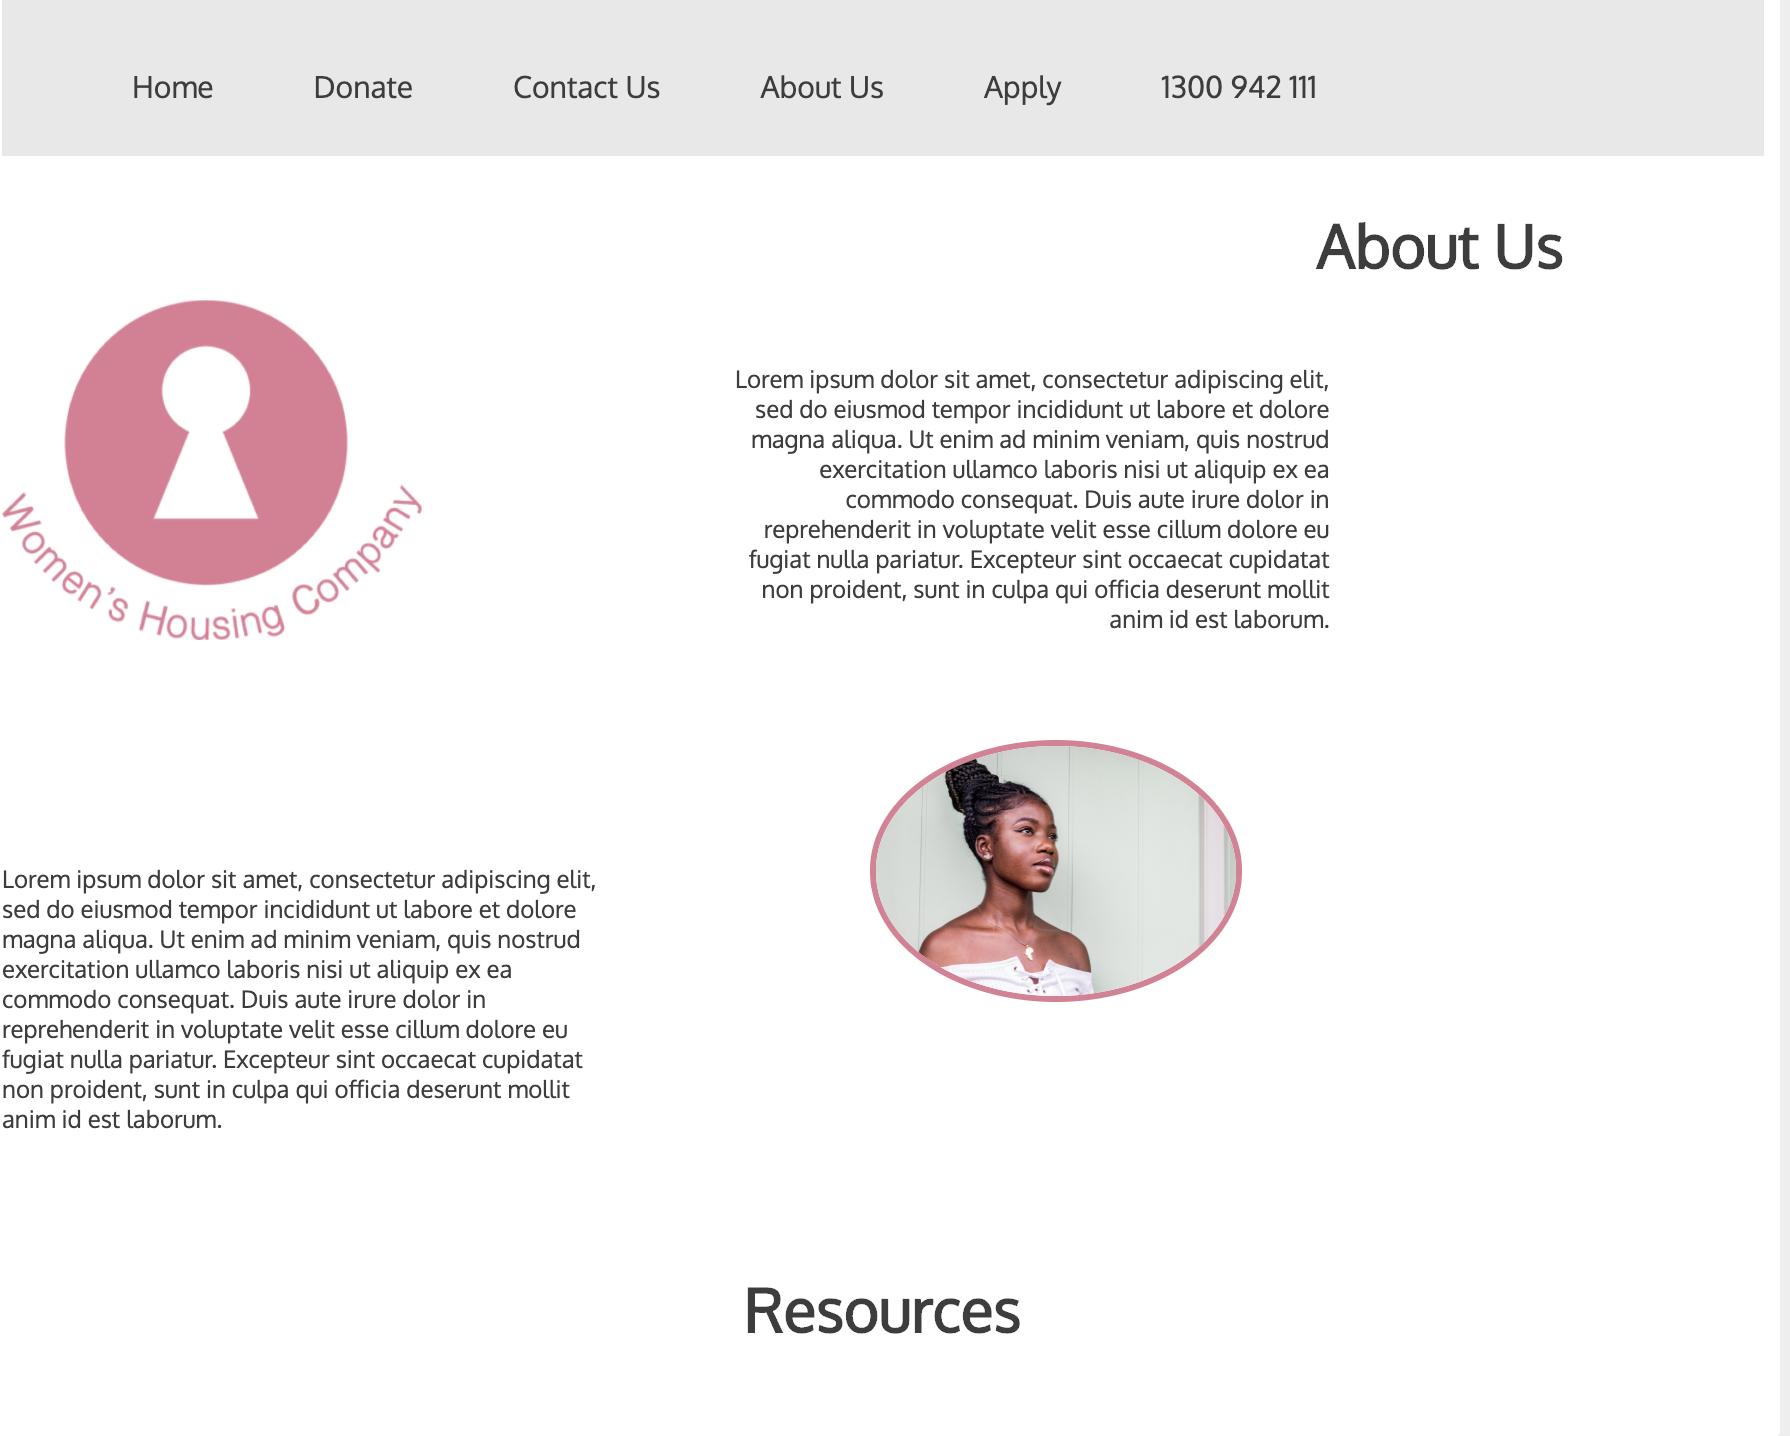 Home Donate Contact Us About Us Apply 1300 942 111
About Us
Women's Housing Company
Lorem ipsum dolor sit amet, consectetur adipiscing elit,
sed do eiusmod tempor incididunt ut labore et dolore
magna aliqua. Ut enim ad minim veniam, quis nostrud
exercitation ullamco laboris nisi ut aliquip ex ea
commodo consequat. Duis aute irure dolor in
reprehenderit in voluptate velit esse cillum dolore eu
fugiat nulla pariatur. Excepteur sint occaecat cupidatat
non proident, sunt in culpa qui officia deserunt mollit
anim id est laborum.
Lorem ipsum dolor sit amet, consectetur adipiscing elit,
sed do eiusmod tempor incididunt ut labore et dolore
magna aliqua. Ut enim ad minim veniam, quis nostrud
exercitation ullamco laboris nisi ut aliquip ex ea
commodo consequat. Duis aute irure dolor in
reprehenderit in voluptate velit esse cillum dolore eu
fugiat nulla pariatur. Excepteur sint occaecat cupidatat
non proident, sunt in culpa qui officia deserunt mollit
anim id est laborum.
Resources